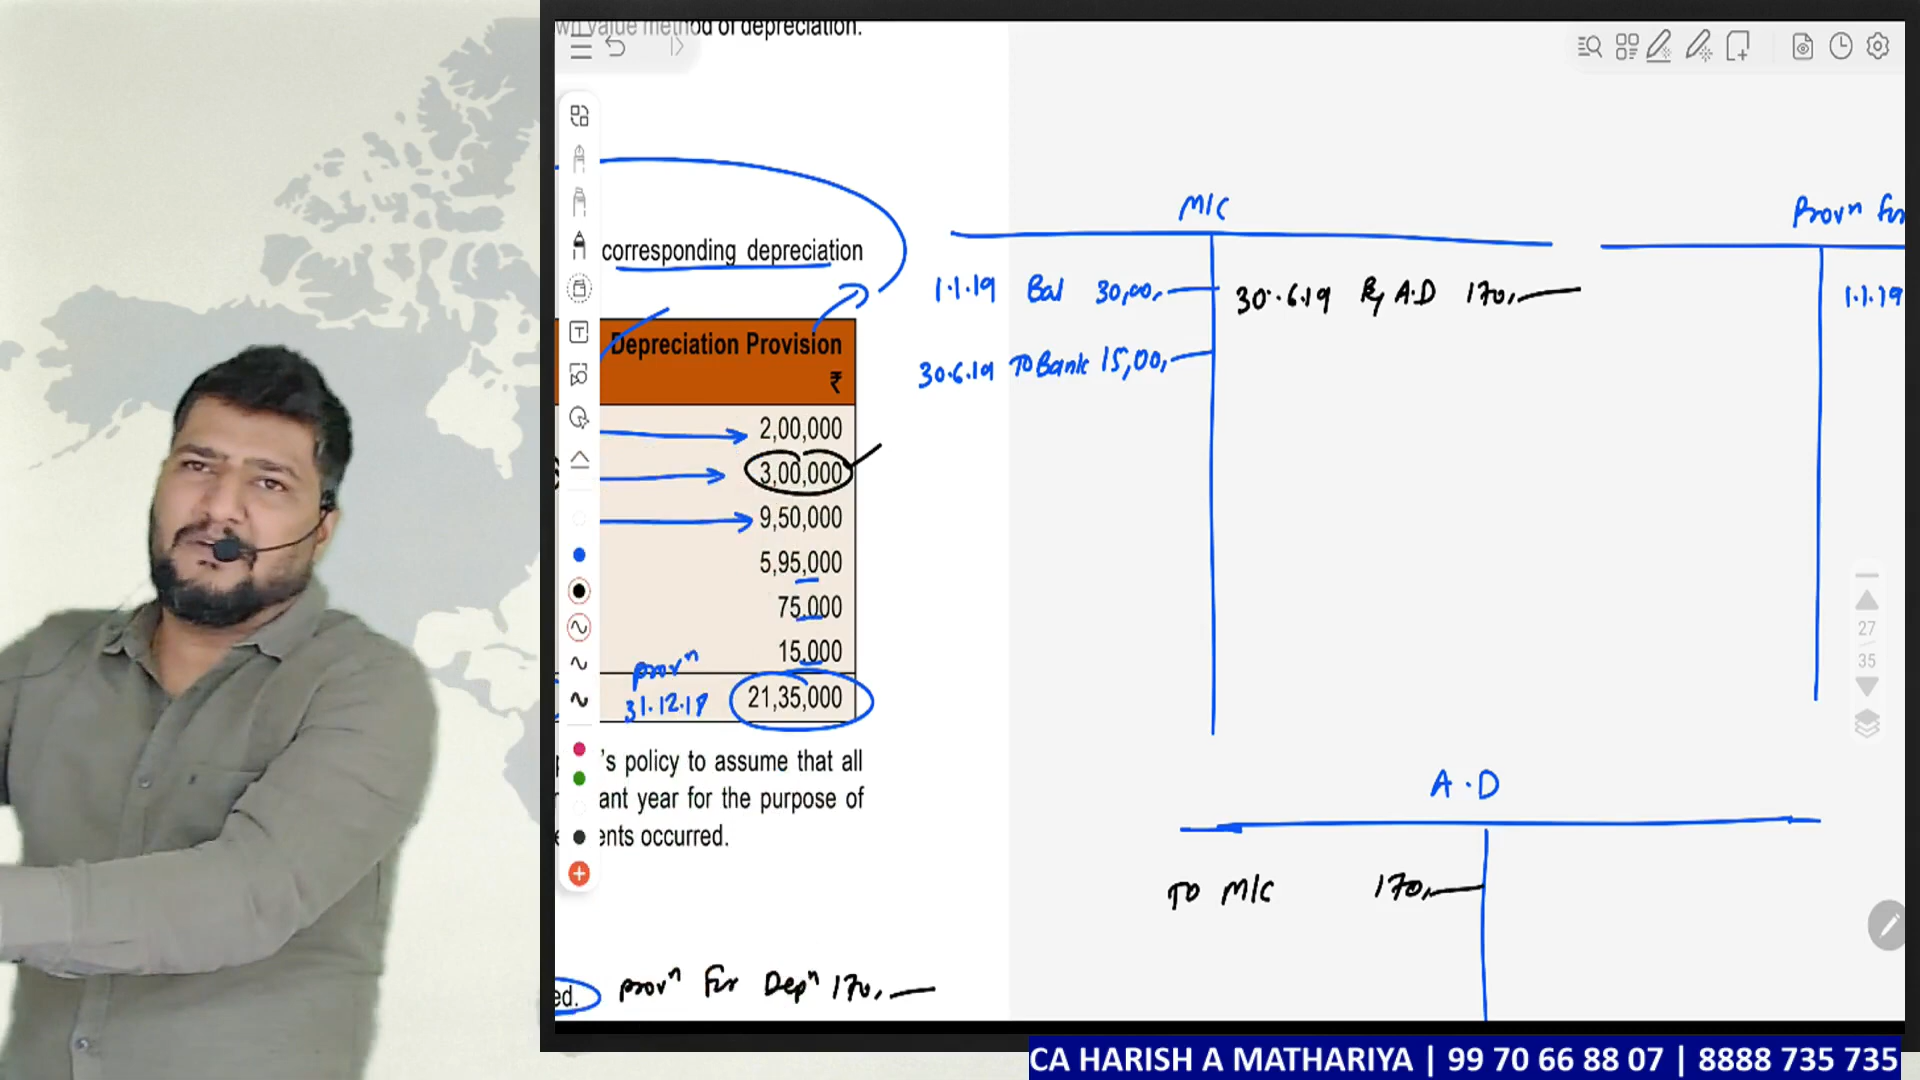 wn value method of depreciation.
corresponding depreciation
Depreciation Provision
₹
2,00,000
3,00,000
9,50,000
5,95,000
75,000
15,000
provⁿ
31.12.18
21,35,000
's policy to assume that all
ant year for the purpose of
ents occurred.
ed. provⁿ for Depⁿ 170,—
M/C
1.1.19 Bal 30,00,—
30.6.19 To Bank 15,00,—
30.6.19 By A.D 170,—
Provⁿ for
1.1.19
A.D
To M/C 170,—
27
35
CA HARISH A MATHARIYA | 99 70 66 88 07 | 8888 735 735